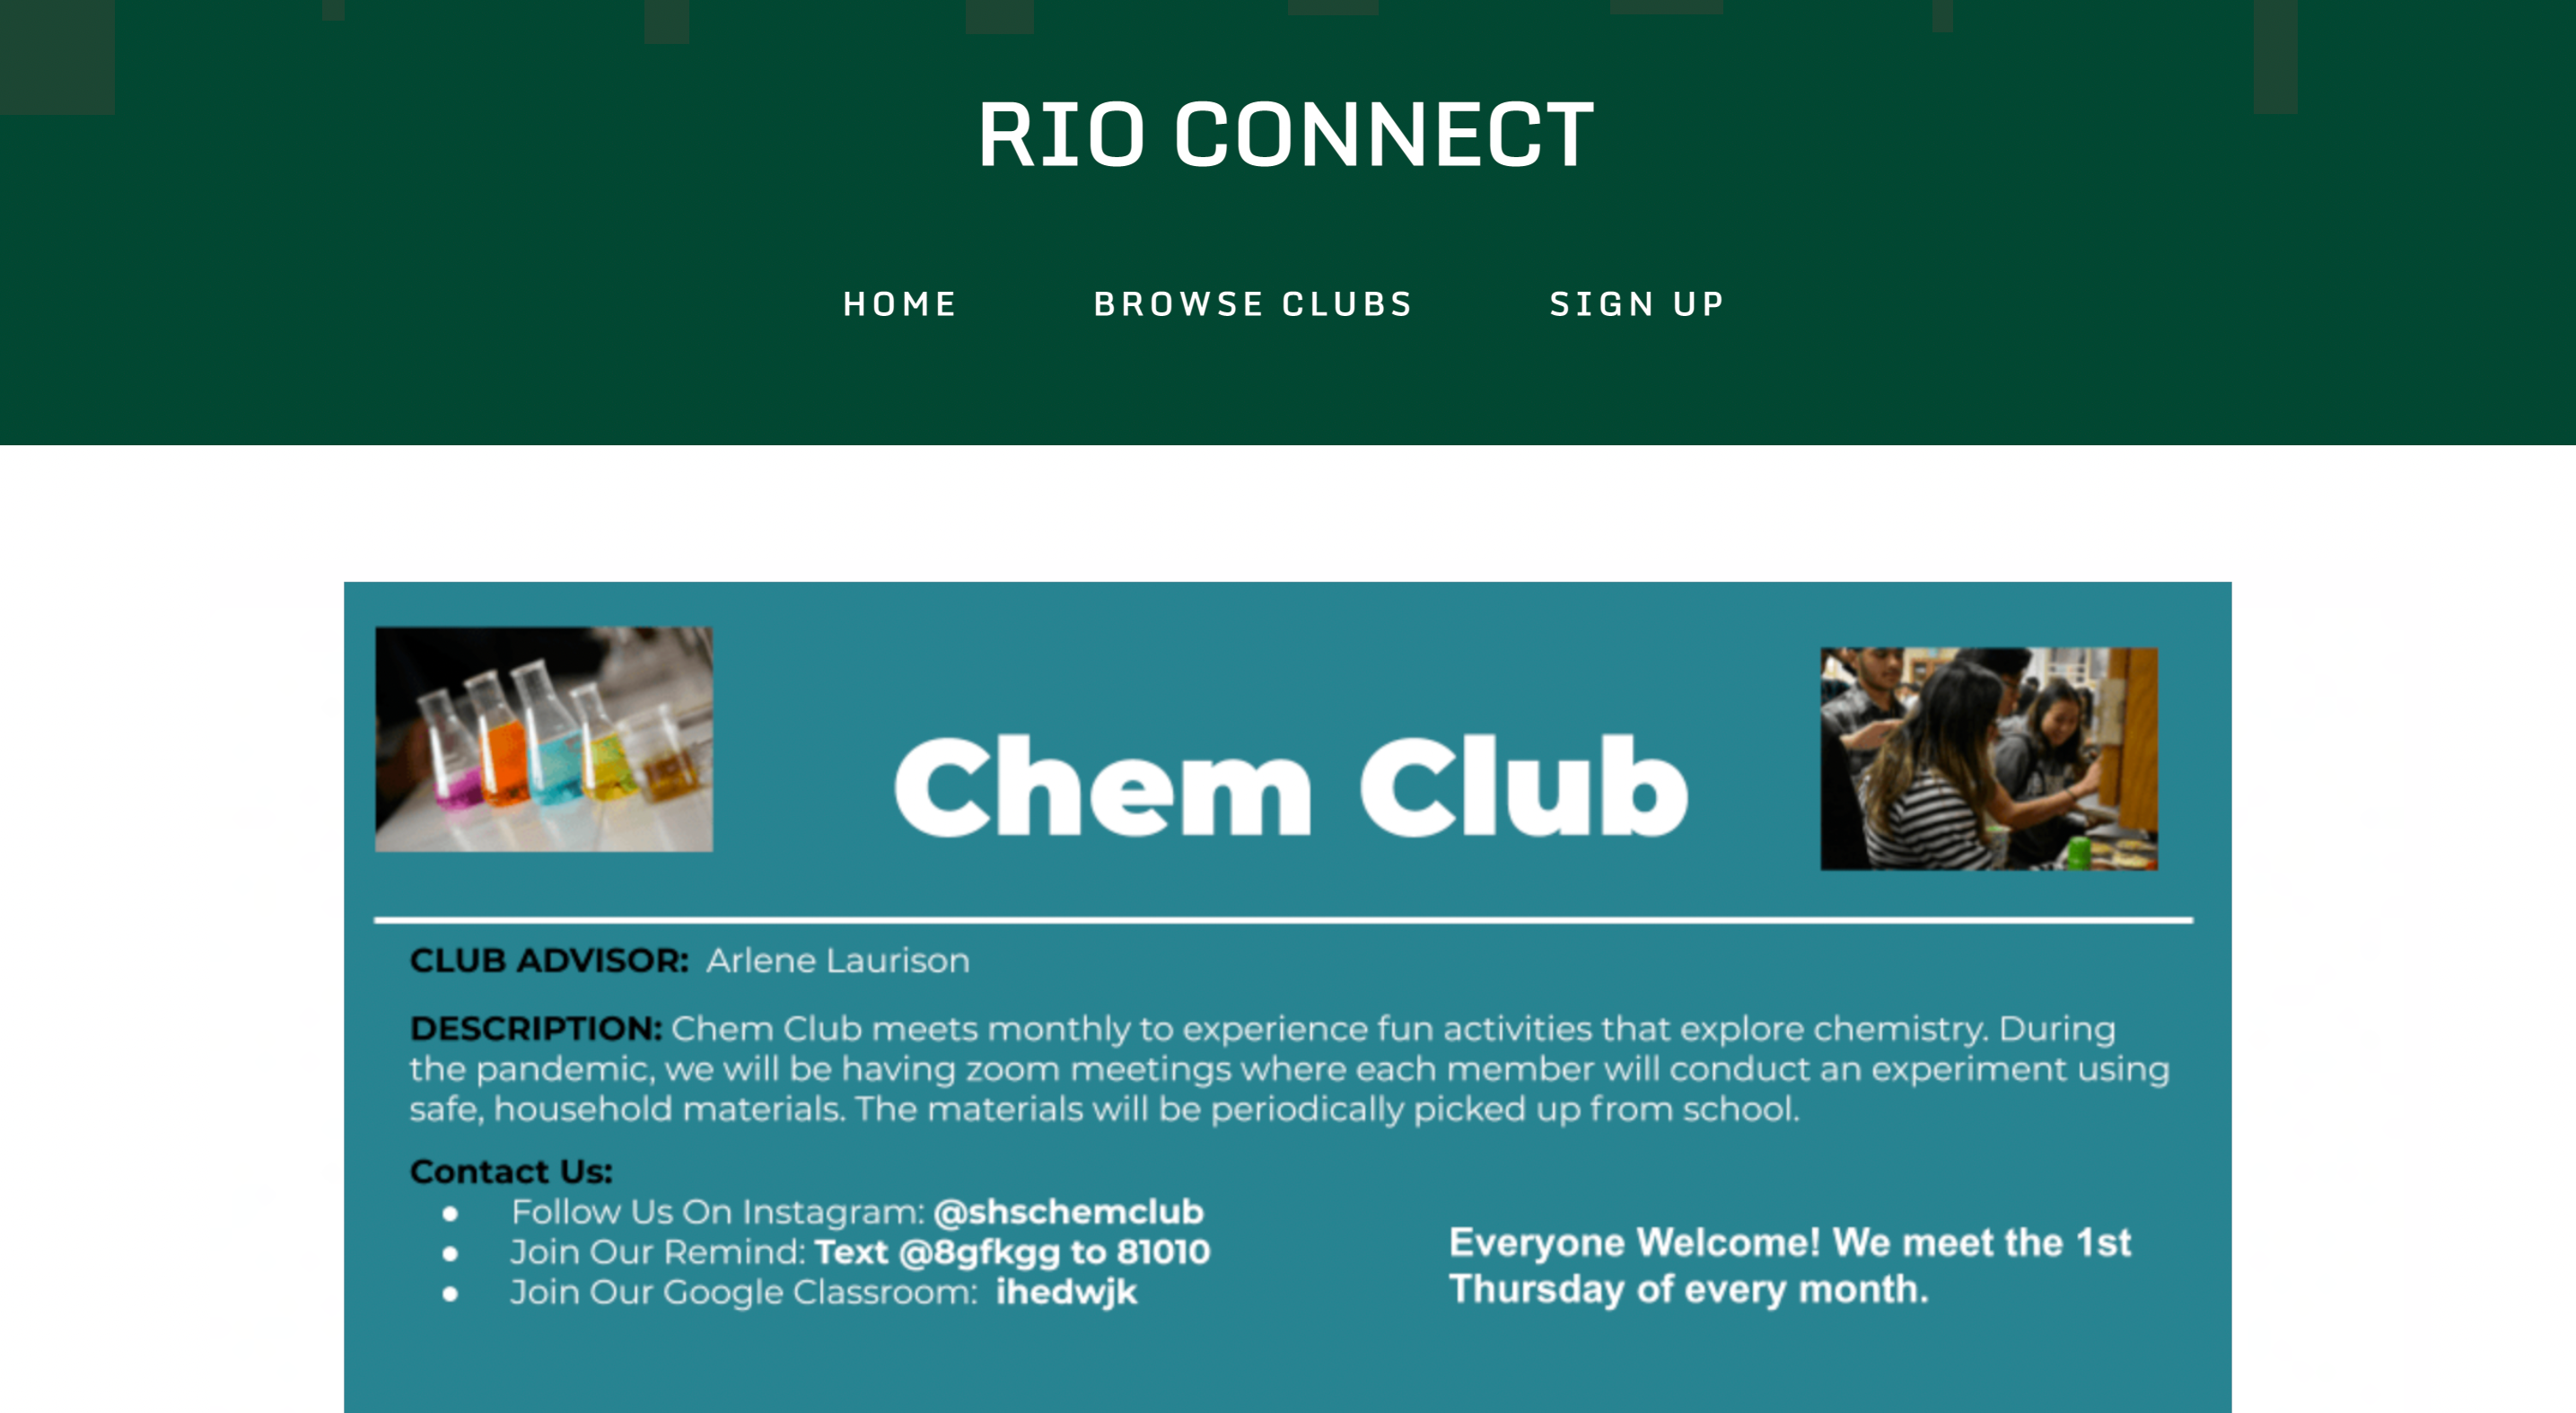 RIO CONNECT
HOME BROWSE CLUBS SIGN UP
Chem Club
CLUB ADVISOR: Arlene Laurison
DESCRIPTION: Chem Club meets monthly to experience fun activities that explore chemistry. During
the pandemic, we will be having zoom meetings where each member will conduct an experiment using
safe, household materials. The materials will be periodically picked up from school.
Contact Us:
● Follow Us On Instagram: @shschemclub
● Join Our Remind: Text @8gfkgg to 81010
● Join Our Google Classroom: ihedwjk
Everyone Welcome! We meet the 1st
Thursday of every month.